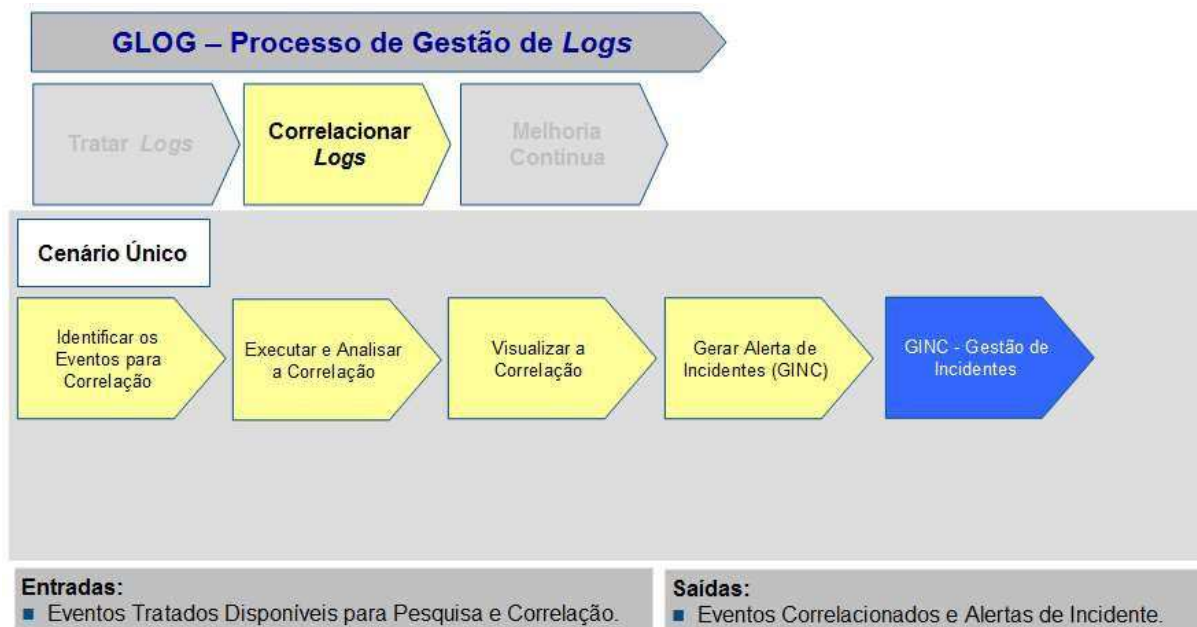 GLOG – Processo de Gestão de Logs
Tratar Logs
Correlacionar
Logs
Melhoria
Contínua
Cenário Único
Identificar os
Eventos para
Correlação
Executar e Analisar
a Correlação
Visualizar a
Correlação
Gerar Alerta de
Incidentes (GINC)
GINC - Gestão de
Incidentes
Entradas:
■ Eventos Tratados Disponíveis para Pesquisa e Correlação.
Saídas:
■ Eventos Correlacionados e Alertas de Incidente.